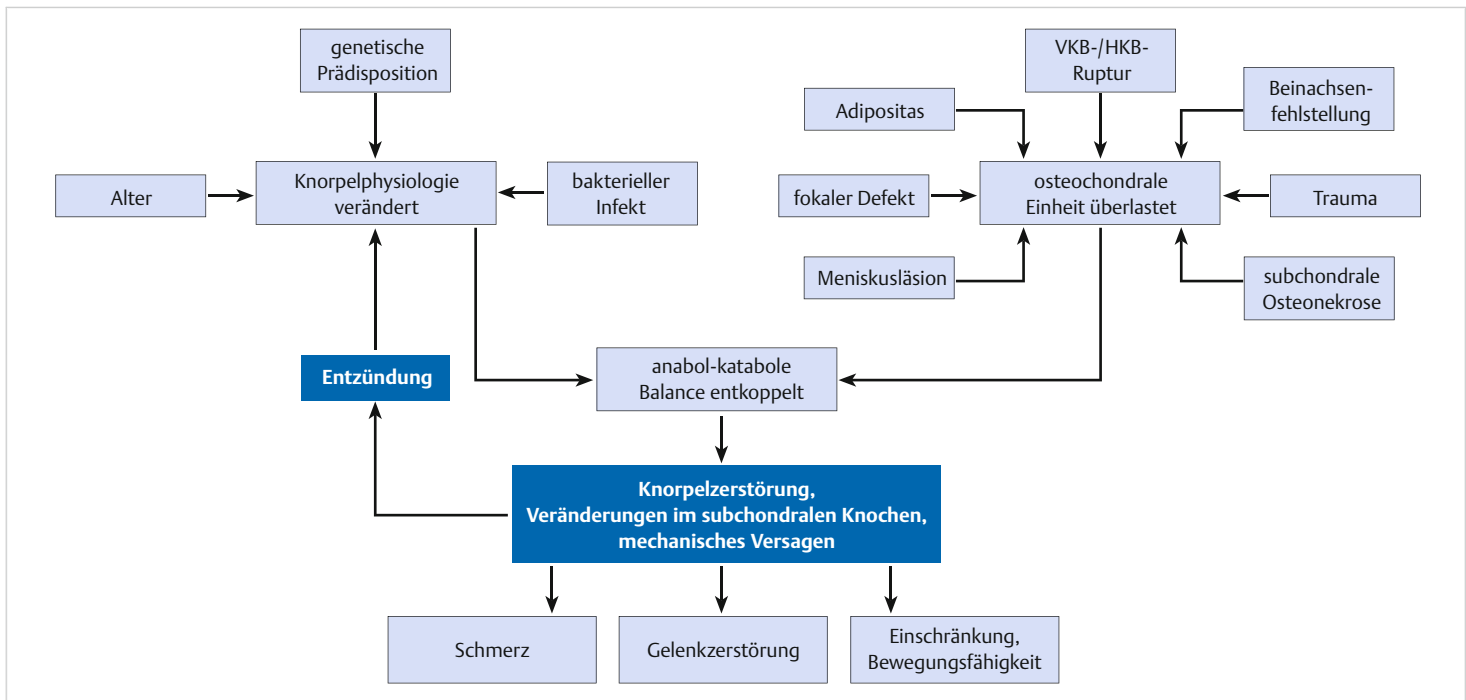 genetische
Prädisposition
VKB-/HKB-
Ruptur
Beinachsen-
fehlstellung
Adipositas
Alter
Knorpelphysiologie
verändert
bakterieller
Infekt
fokaler Defekt
osteochondrale
Einheit überlastet
Trauma
Meniskusläsion
subchondrale
Osteonekrose
Entzündung
anabol-katabole
Balance entkoppelt
Knorpelzerstörung,
Veränderungen im subchondralen Knochen,
mechanisches Versagen
Schmerz
Gelenkzerstörung
Einschränkung,
Bewegungsfähigkeit